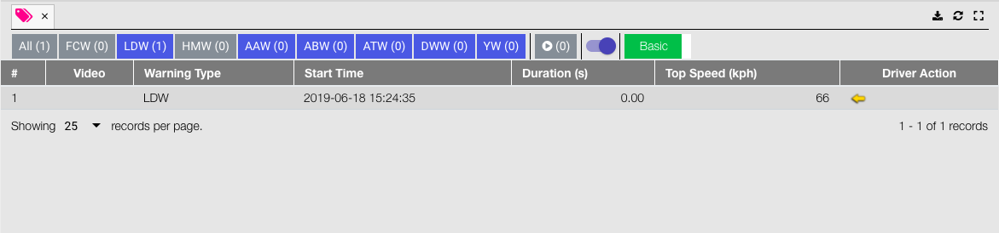 ×
All (1) FCW (0) LDW (1) HMW (0) AAW (0) ABW (0) ATW (0) DWW (0) YW (0) (0) Basic
# Video Warning Type Start Time Duration (s) Top Speed (kph) Driver Action
1 LDW 2019-06-18 15:24:35 0.00 66
Showing 25 records per page. 1 - 1 of 1 records